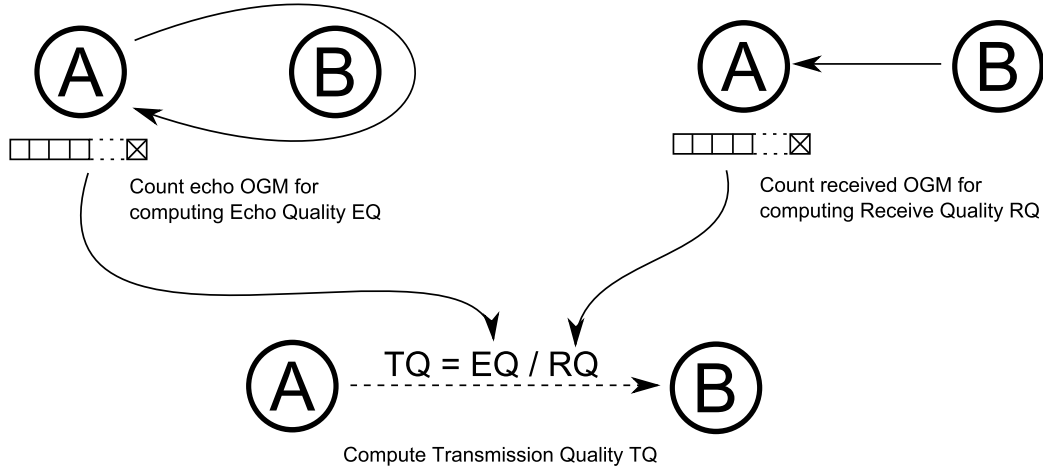 A
B
A
B
Count echo OGM for
computing Echo Quality EQ
Count received OGM for
computing Receive Quality RQ
A
TQ = EQ / RQ
B
Compute Transmission Quality TQ